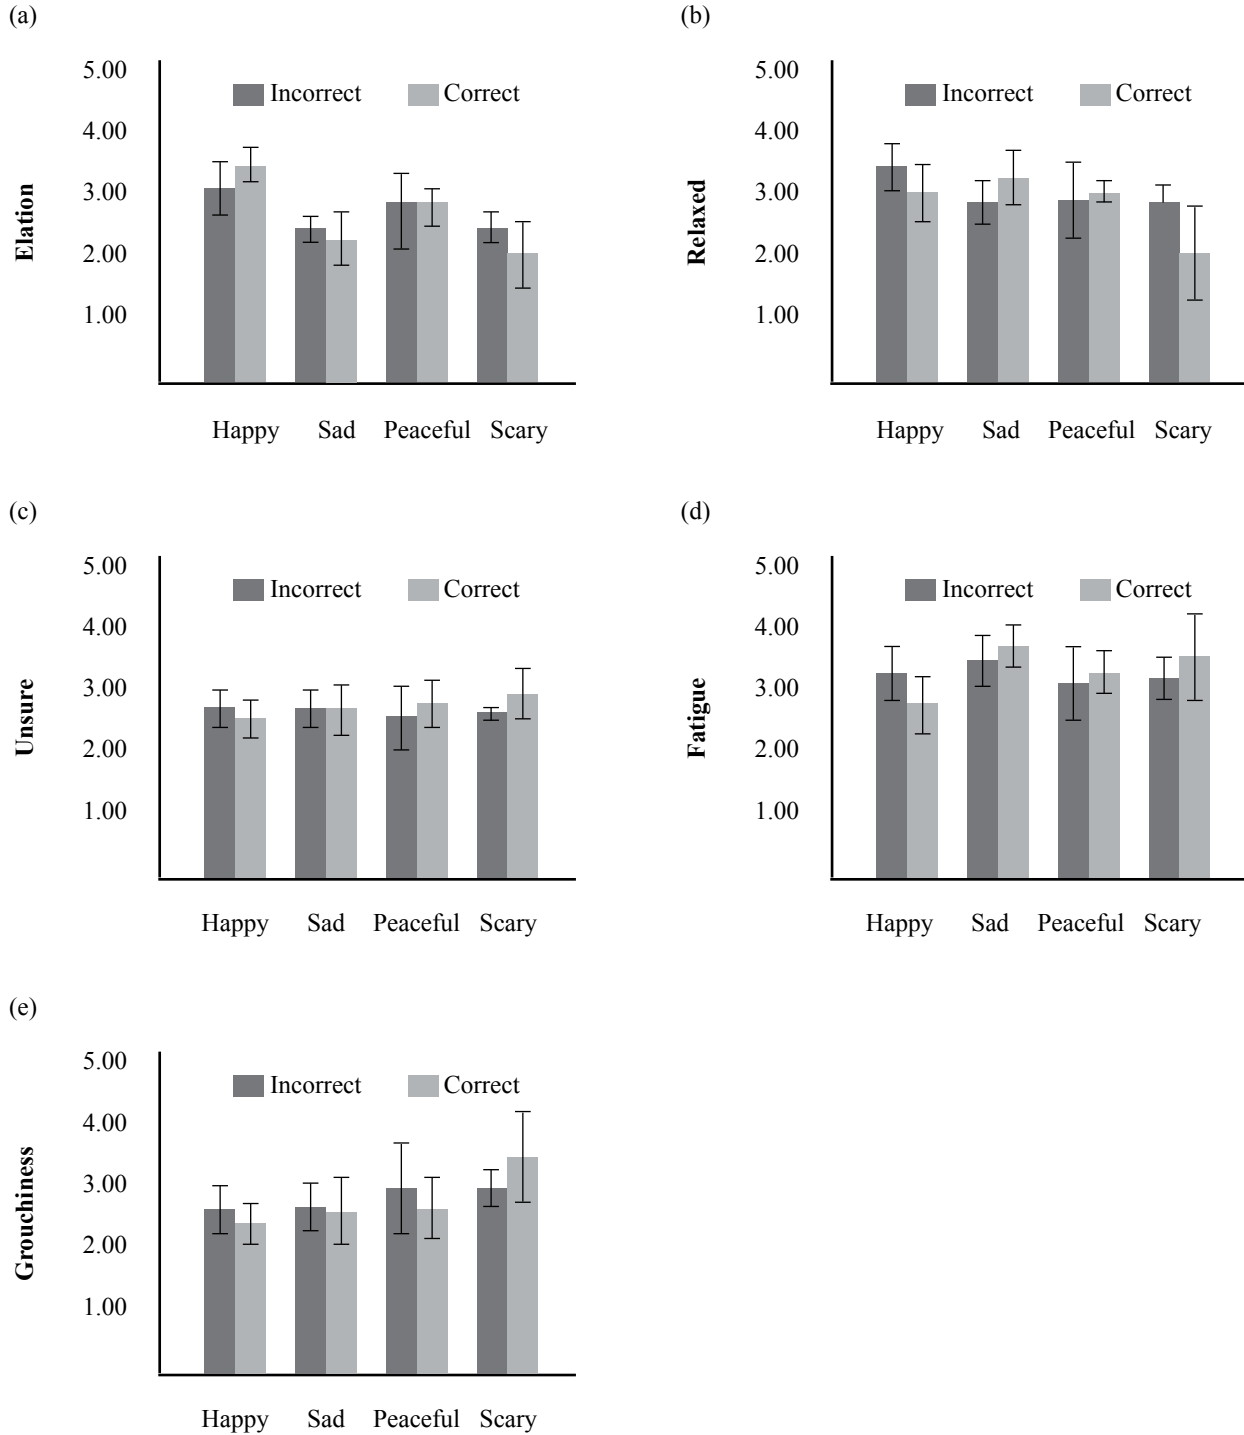 (a)
5.00
4.00
3.00
2.00
1.00
Elation
Incorrect Correct
Happy Sad Peaceful Scary
(b)
5.00
4.00
3.00
2.00
1.00
Relaxed
Incorrect Correct
Happy Sad Peaceful Scary
(c)
5.00
4.00
3.00
2.00
1.00
Unsure
Incorrect Correct
Happy Sad Peaceful Scary
(d)
5.00
4.00
3.00
2.00
1.00
Fatigue
Incorrect Correct
Happy Sad Peaceful Scary
(e)
5.00
4.00
3.00
2.00
1.00
Grouchiness
Incorrect Correct
Happy Sad Peaceful Scary